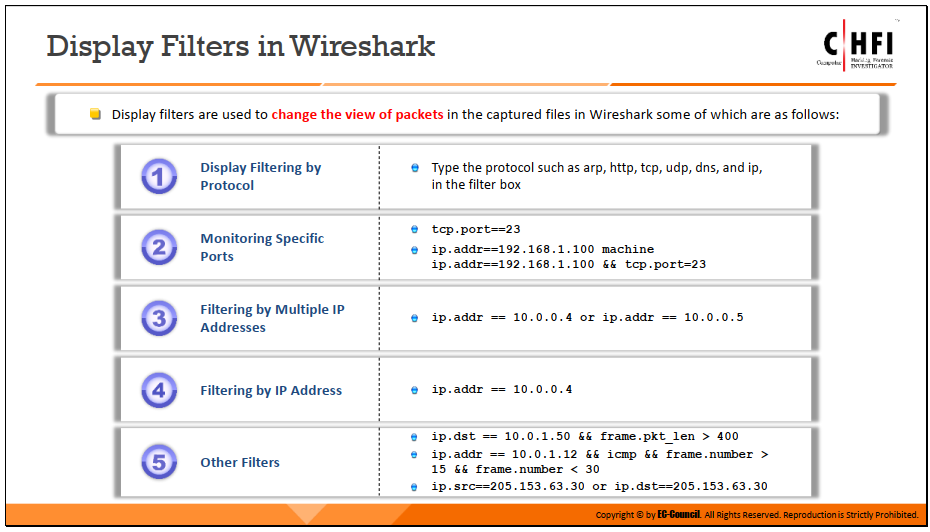 Display Filters in Wireshark
CHFI
Computer Hacking Forensic
INVESTIGATOR
Display filters are used to change the view of packets in the captured files in Wireshark some of which are as follows:
1
Display Filtering by
Protocol
Type the protocol such as arp, http, tcp, udp, dns, and ip,
in the filter box
2
Monitoring Specific
Ports
tcp.port==23
ip.addr==192.168.1.100 machine
ip.addr==192.168.1.100 && tcp.port=23
3
Filtering by Multiple IP
Addresses
ip.addr == 10.0.0.4 or ip.addr == 10.0.0.5
4
Filtering by IP Address
ip.addr == 10.0.0.4
5
Other Filters
ip.dst == 10.0.1.50 && frame.pkt_len > 400
ip.addr == 10.0.1.12 && icmp && frame.number >
15 && frame.number < 30
ip.src==205.153.63.30 or ip.dst==205.153.63.30
Copyright © by EC-Council. All Rights Reserved. Reproduction is Strictly Prohibited.